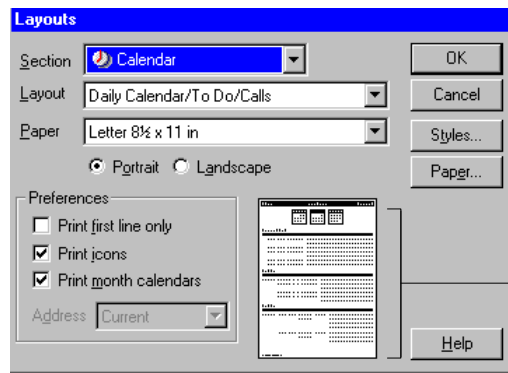 Layouts
Section Calendar OK
Layout Daily Calendar/To Do/Calls Cancel
Paper Letter 8½ x 11 in Styles...
Portrait Landscape Paper...
Preferences
Print first line only
Print icons
Print month calendars
Address Current
Help